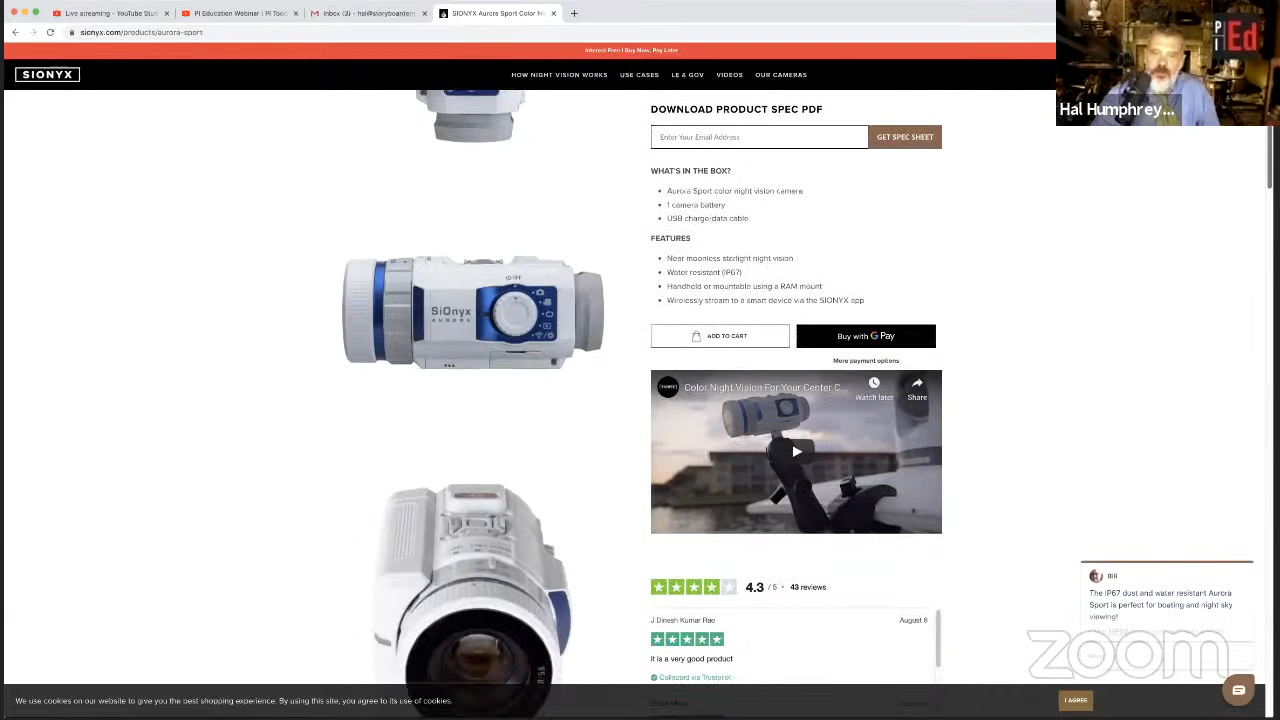 Live streaming - YouTube Stu
PI Education Webinar | PI Tool
Inbox (3) - hal@storyboardem
SIONYX Aurora Sport Color N
sionyx.com/products/aurora-sport
Interest Free | Buy Now, Pay Later
SIONYX
HOW NIGHT VISION WORKS
USE CASES
LE & GOV
VIDEOS
OUR CAMERAS
PI Ed
Hal Humphrey...
DOWNLOAD PRODUCT SPEC PDF
Enter Your Email Address
GET SPEC SHEET
WHAT'S IN THE BOX?
Aurora Sport color night vision camera
1 camera battery
USB charge/data cable
FEATURES
Near moonless starlight night vision
Water resistant (IP67)
Handheld or mountable using a RAM mount
Wirelessly stream to a smart device via the SIONYX app
OFF
SiOnyx
AURORA
ADD TO CART
Buy with G Pay
More payment options
Color Night Vision For Your Center C...
Watch later
Share
4.3 / 5 • 43 reviews
J Dinesh Kumar Rao
August 8
it is a very good product
Collected via Trustpilot
Bill
The IP67 dust and water resistant Aurora
Sport is perfect for boating and night sky
viewing!
zoom
We use cookies on our website to give you the best shopping experience. By using this site, you agree to its use of cookies.
I AGREE